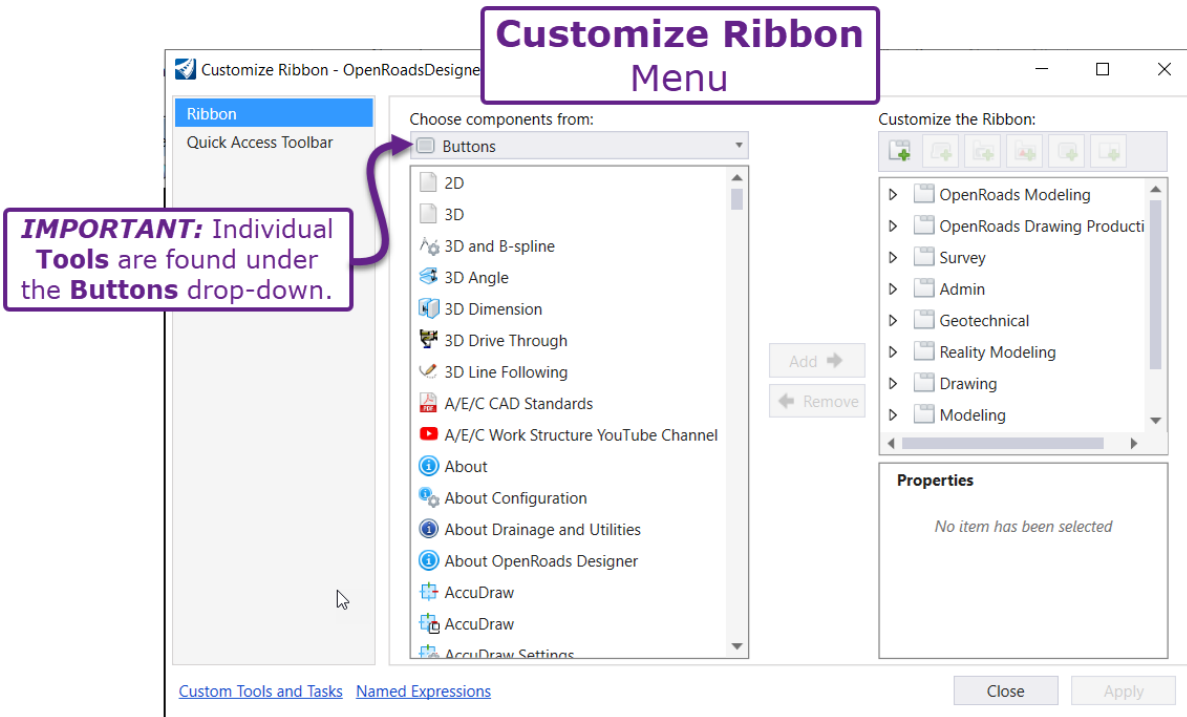 Customize Ribbon
Menu
Customize Ribbon - OpenRoadsDesigne
Ribbon
Quick Access Toolbar
IMPORTANT: Individual
Tools are found under
the Buttons drop-down.
Choose components from:
Buttons
2D
3D
3D and B-spline
3D Angle
3D Dimension
3D Drive Through
3D Line Following
A/E/C CAD Standards
A/E/C Work Structure YouTube Channel
About
About Configuration
About Drainage and Utilities
About OpenRoads Designer
AccuDraw
AccuDraw
AccuDraw Settings
Add
Remove
Customize the Ribbon:
OpenRoads Modeling
OpenRoads Drawing Producti
Survey
Admin
Geotechnical
Reality Modeling
Drawing
Modeling
Properties
No item has been selected
Custom Tools and Tasks Named Expressions
Close Apply